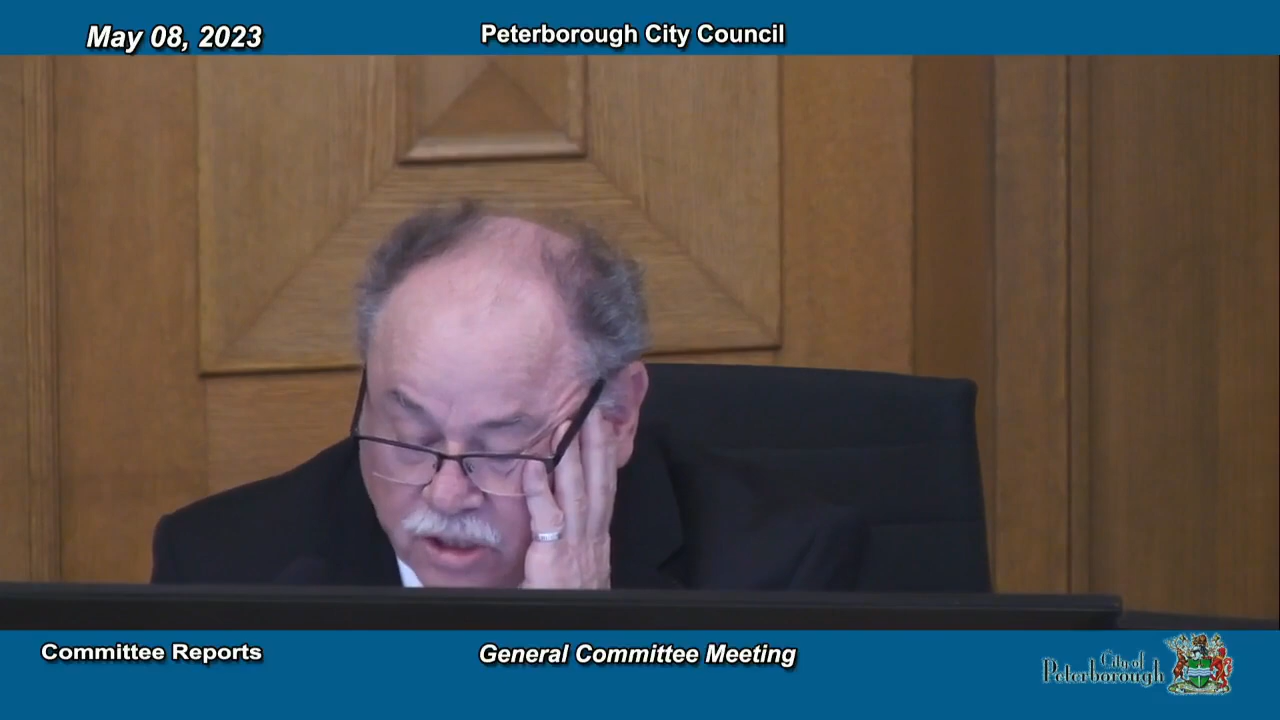 May 08, 2023
Peterborough City Council
Committee Reports
General Committee Meeting
City of
Peterborough